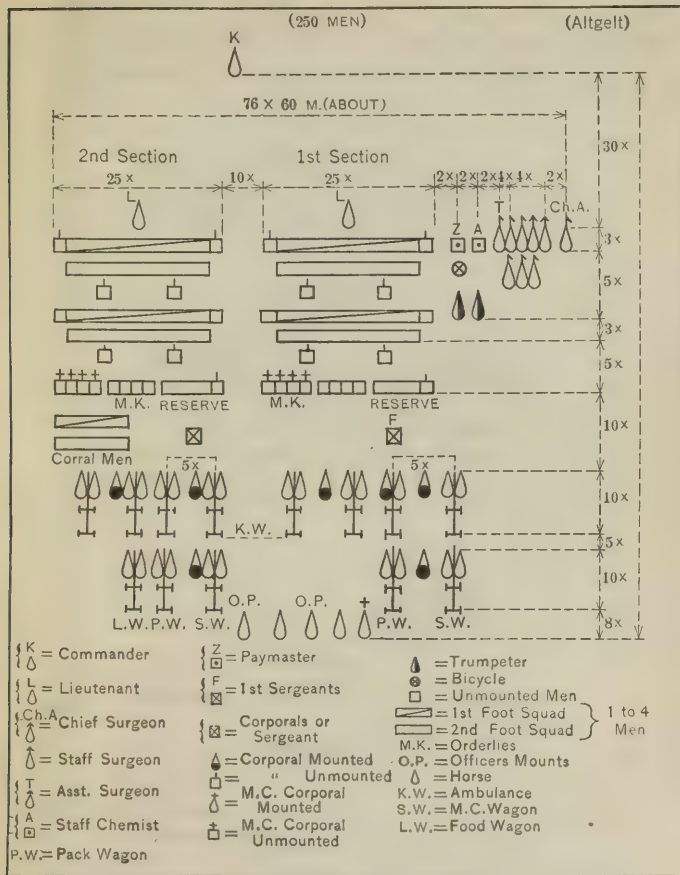 (250 MEN) (Altgelt)
K
76 X 60 M.(ABOUT)
30×
2nd Section 1st Section
25 × 10× 25 × 2× 2× 2× 4× 4× 2×
L L Z A T Ch.A.
3×
5×
3×
5×
M.K. RESERVE M.K. RESERVE
10×
F
Corral Men
5× 5×
10×
K.W.
5×
10×
O.P. O.P.
L.W. P.W. S.W. P.W. S.W.
8×
K = Commander
L = Lieutenant
Ch.A = Chief Surgeon
= Staff Surgeon
T = Asst. Surgeon
A = Staff Chemist
P.W. = Pack Wagon
Z = Paymaster
F = 1st Sergeants
= Corporals or
Sergeant
= Corporal Mounted
= " Unmounted
= M.C. Corporal
Mounted
= M.C. Corporal
Unmounted
= Trumpeter
= Bicycle
= Unmounted Men
= 1st Foot Squad
= 2nd Foot Squad
1 to 4
Men
M.K. = Orderlies
O.P. = Officers Mounts
= Horse
K.W. = Ambulance
S.W. = M.C.Wagon
L.W. = Food Wagon